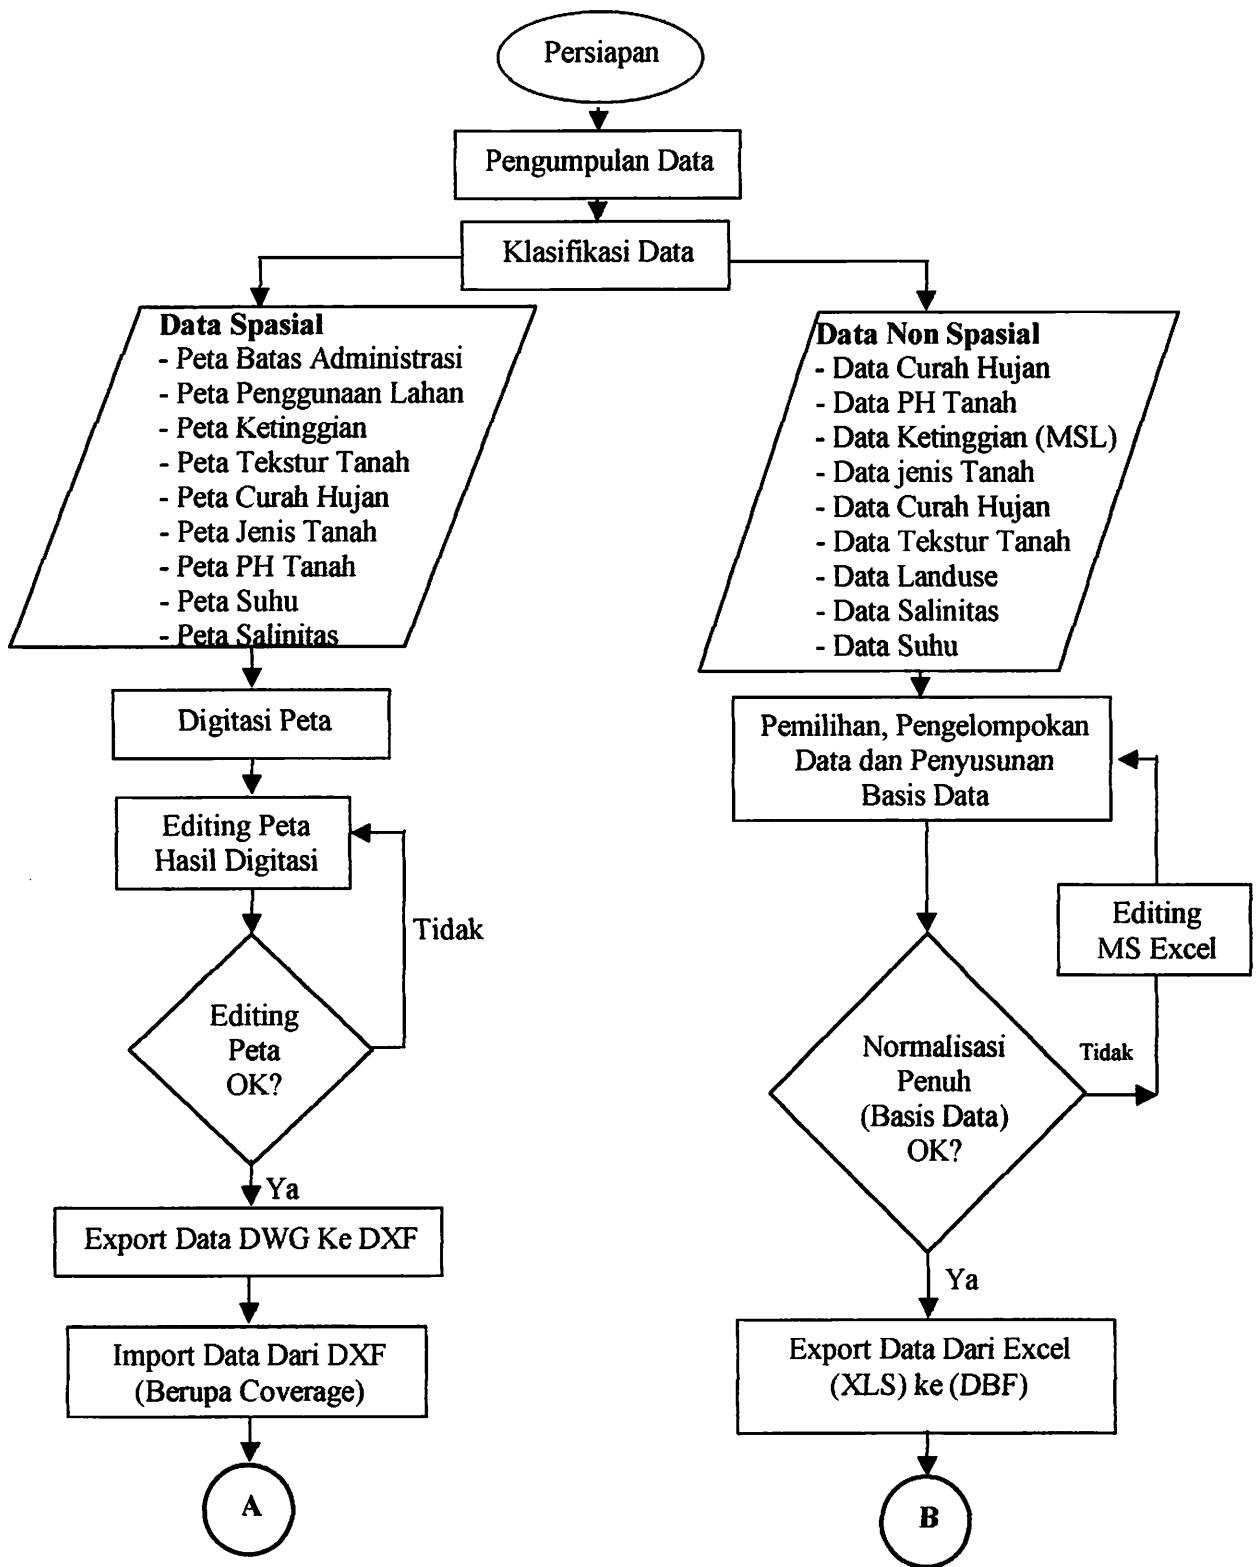 Persiapan
Pengumpulan Data
Klasifikasi Data
Data Spasial
- Peta Batas Administrasi
- Peta Penggunaan Lahan
- Peta Ketinggian
- Peta Tekstur Tanah
- Peta Curah Hujan
- Peta Jenis Tanah
- Peta PH Tanah
- Peta Suhu
- Peta Salinitas
Digitasi Peta
Editing Peta
Hasil Digitasi
Tidak
Editing
Peta
OK?
Ya
Export Data DWG Ke DXF
Import Data Dari DXF
(Berupa Coverage)
A
Data Non Spasial
- Data Curah Hujan
- Data PH Tanah
- Data Ketinggian (MSL)
- Data jenis Tanah
- Data Curah Hujan
- Data Tekstur Tanah
- Data Landuse
- Data Salinitas
- Data Suhu
Pemilihan, Pengelompokan
Data dan Penyusunan
Basis Data
Editing
MS Excel
Normalisasi
Penuh
(Basis Data)
OK?
Tidak
Ya
Export Data Dari Excel
(XLS) ke (DBF)
B